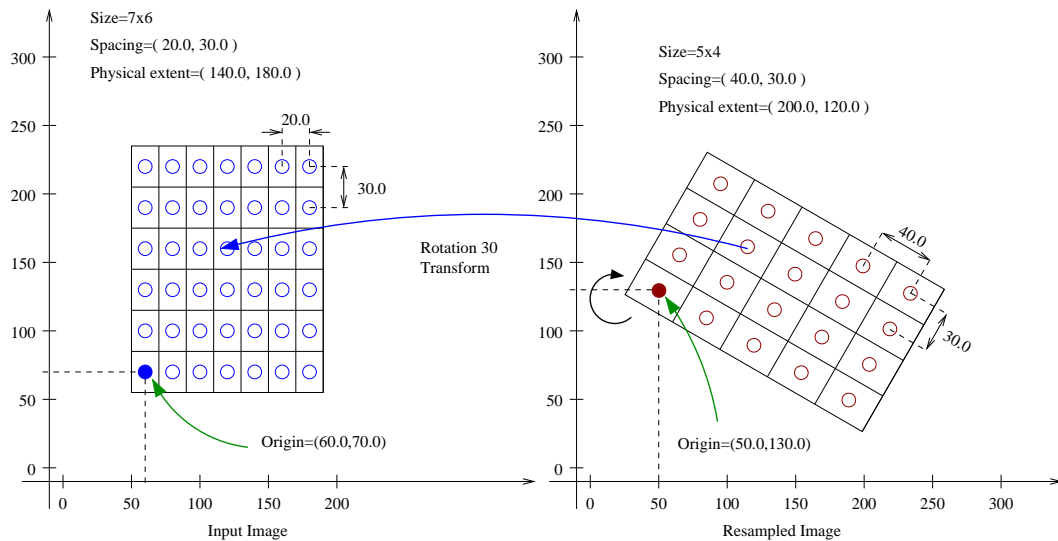 Size=7x6
Spacing=( 20.0, 30.0 )
Physical extent=( 140.0, 180.0 )
300
250
200
150
100
50
0
20.0
30.0
0
50
100
150
200
Origin=(60.0,70.0)
Input Image
Rotation 30
Transform
Size=5x4
Spacing=( 40.0, 30.0 )
Physical extent=( 200.0, 120.0 )
300
250
200
150
100
50
0
40.0
30.0
Origin=(50.0,130.0)
0
50
100
150
200
250
300
Resampled Image